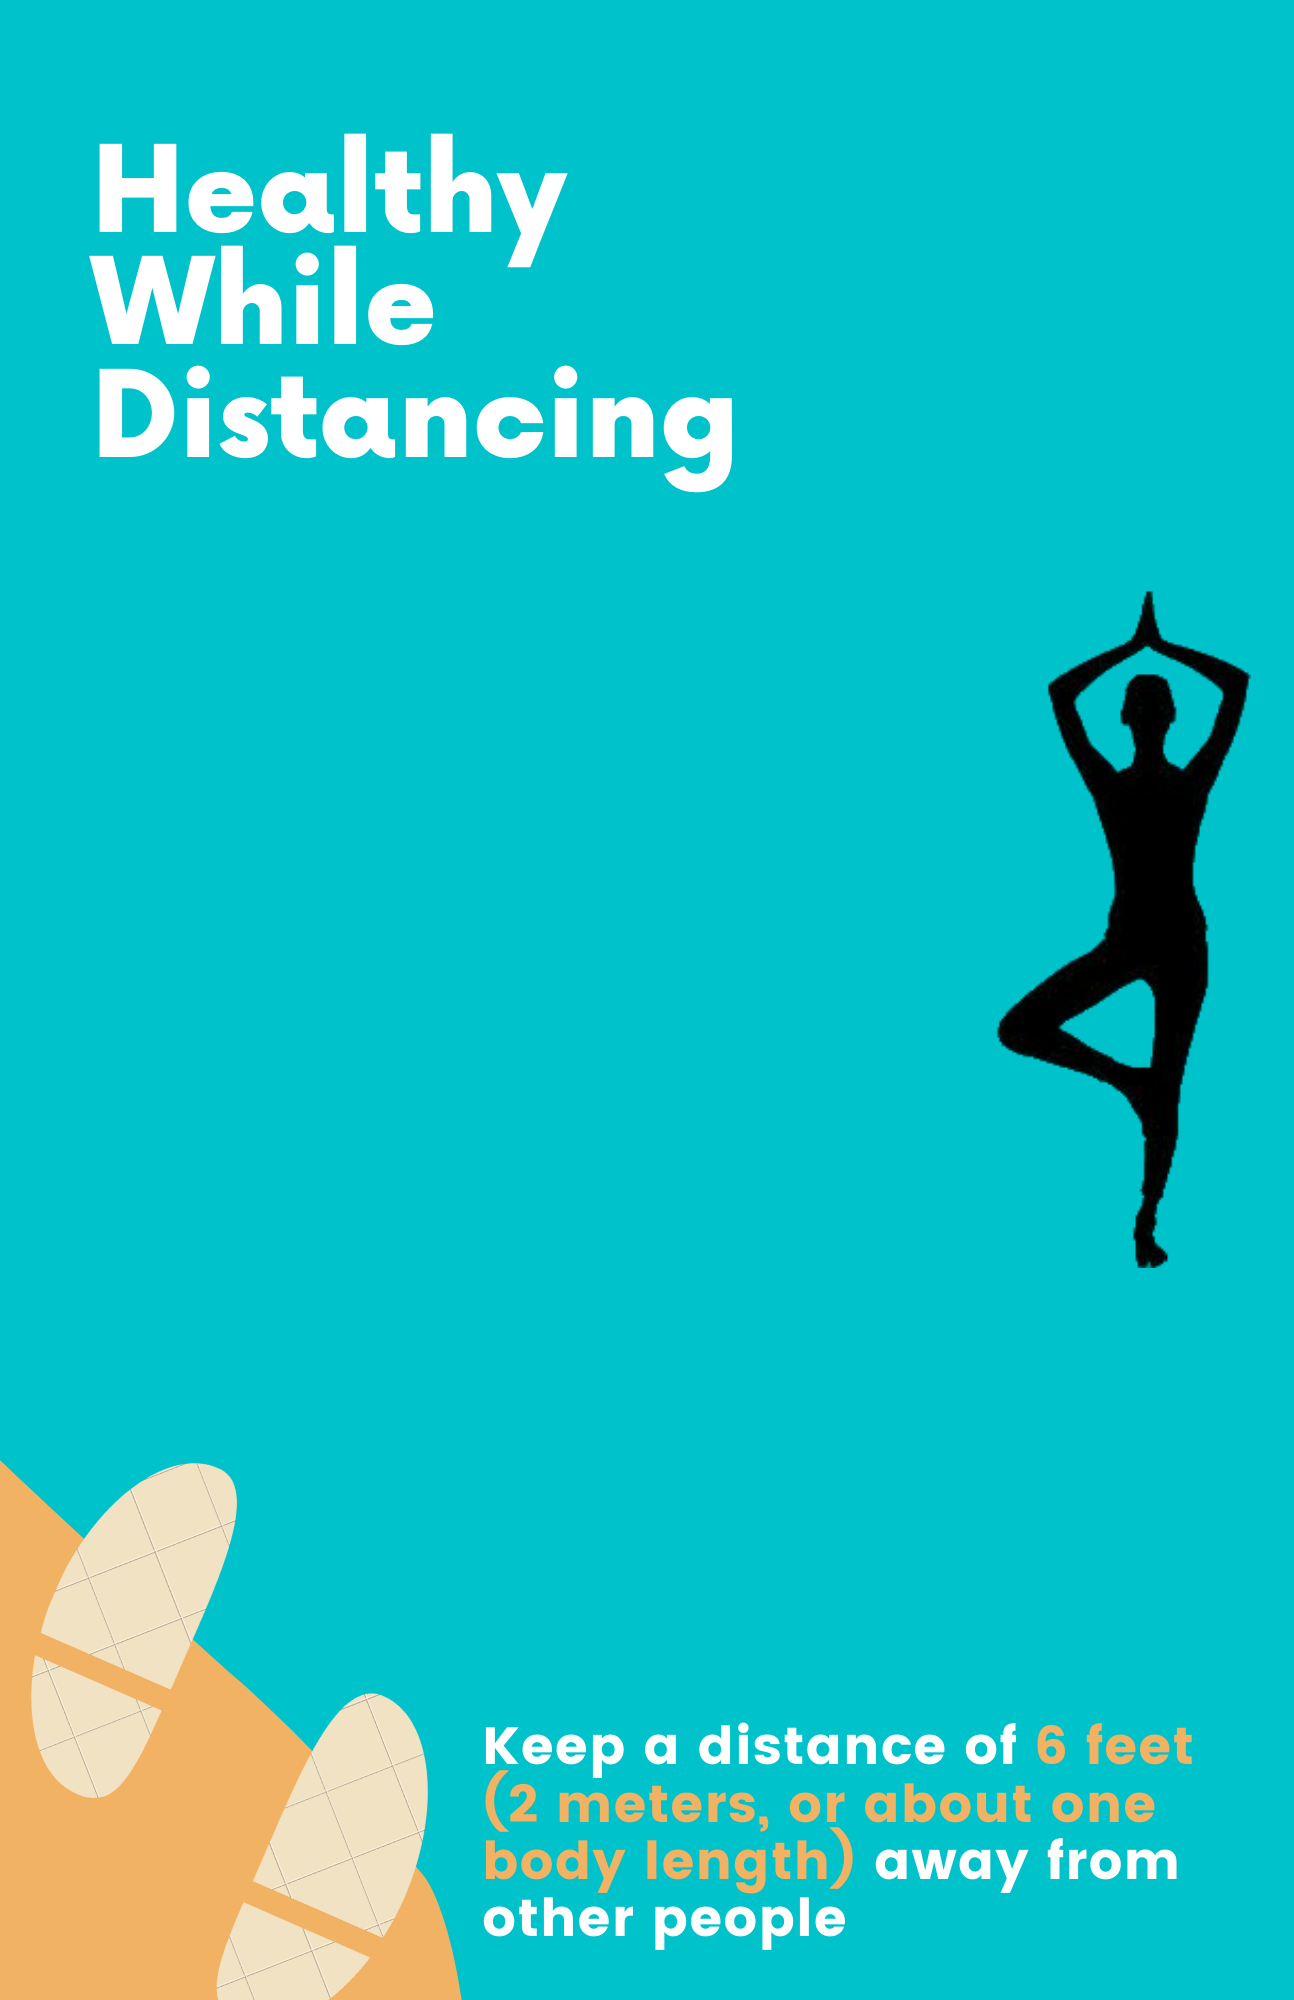 Healthy
While
Distancing
Keep a distance of 6 feet
(2 meters, or about one
body length) away from
other people